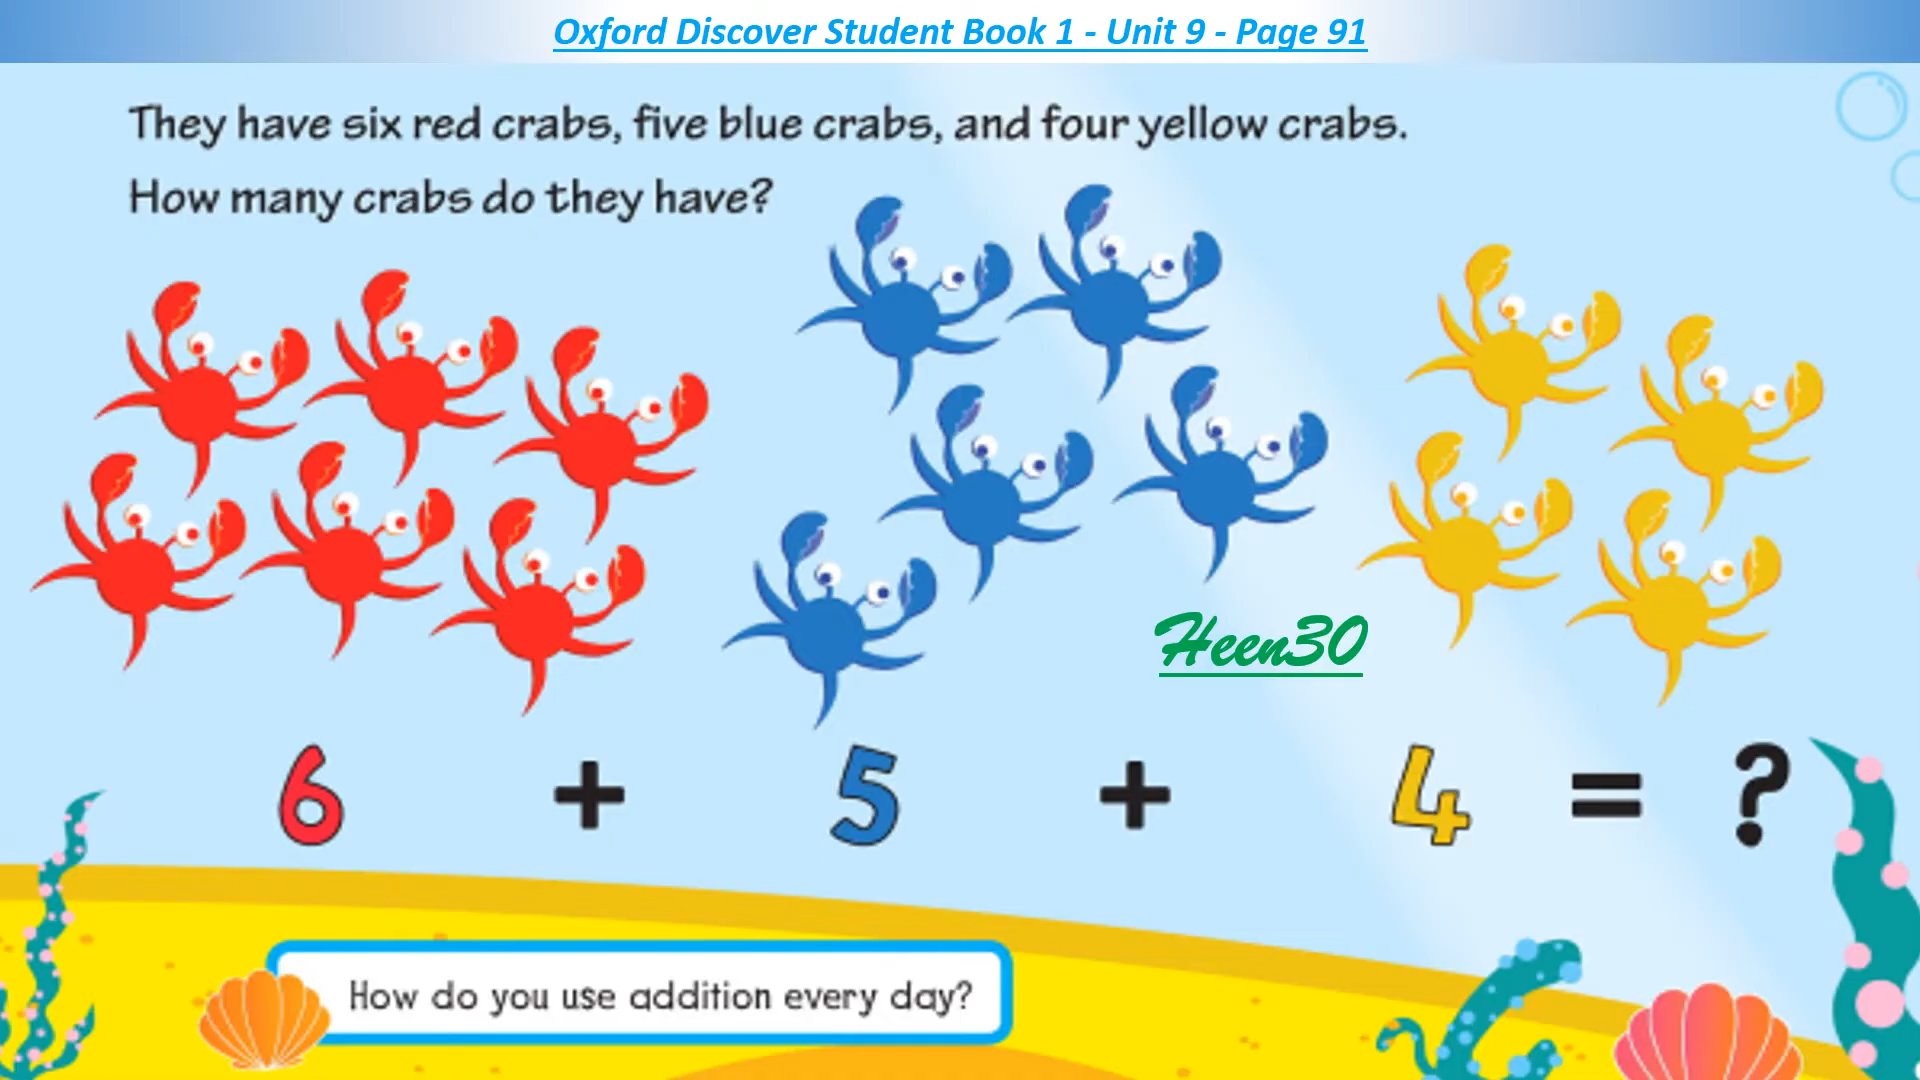 Oxford Discover Student Book 1 - Unit 9 - Page 91
They have six red crabs, five blue crabs, and four yellow crabs.
How many crabs do they have?
Heen30
6 + 5 + 4 = ?
How do you use addition every day?